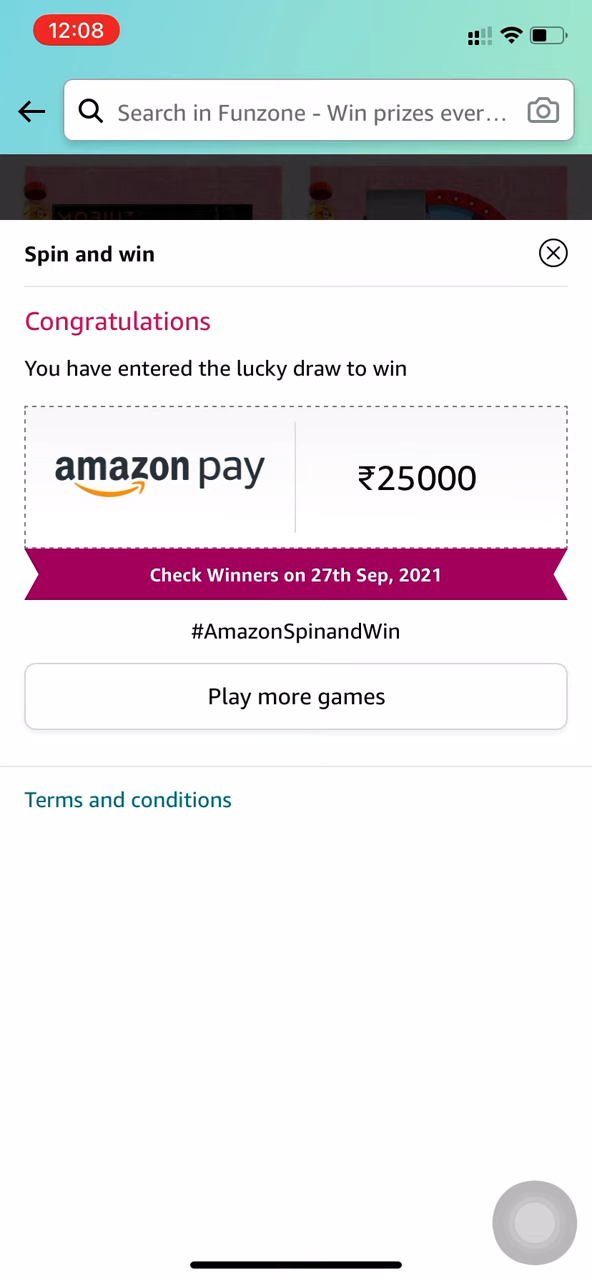 12:08
Search in Funzone - Win prizes ever...
Spin and win
Congratulations
You have entered the lucky draw to win
amazon pay
₹25000
Check Winners on 27th Sep, 2021
#AmazonSpinandWin
Play more games
Terms and conditions